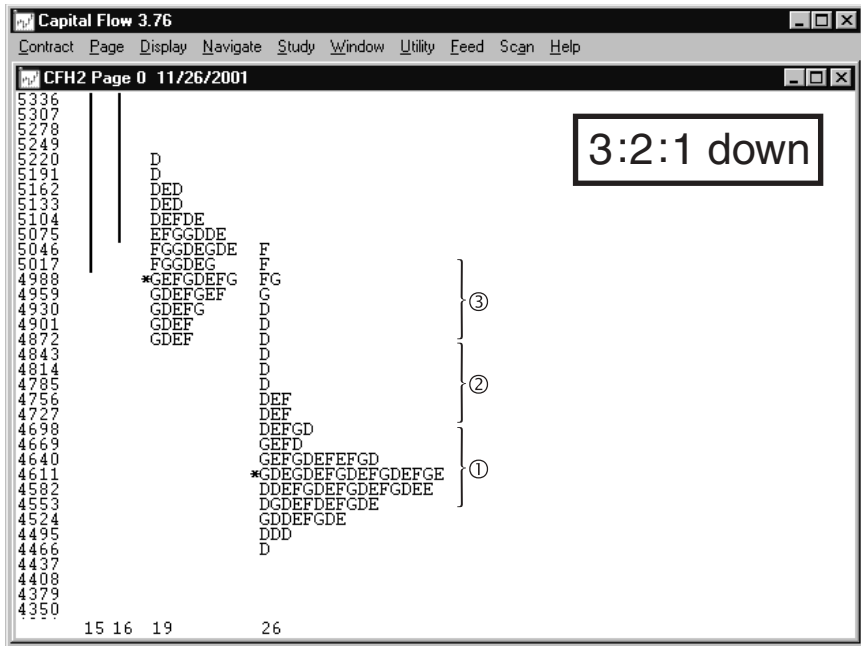 Capital Flow 3.76
Contract Page Display Navigate Study Window Utility Feed Scan Help
CFH2 Page 0 11/26/2001
3:2:1 down
5336
5307
5278
5249
5220 D
5191 D
5162 DED
5133 DED
5104 DEFDE
5075 EFGGDDE
5046 FGGDEGDE F
5017 FGGDEG F
4988 *GEFGDEFG FG
4959 GDEFGEF G
4930 GDEFG D ③
4901 GDEF D
4872 GDEF D
4843 D
4814 D
4785 D ②
4756 DEF
4727 DEF
4698 DEFGD
4669 GEFD
4640 GEFGDEFEFGD
4611 *GDEGDEFGDEFGDEFGE ①
4582 DDEFGDEFGDEFGDEE
4553 DGDEFDEFGDE
4524 GDDEFGDE
4495 DDD
4466 D
4437
4408
4379
4350
15 16 19 26